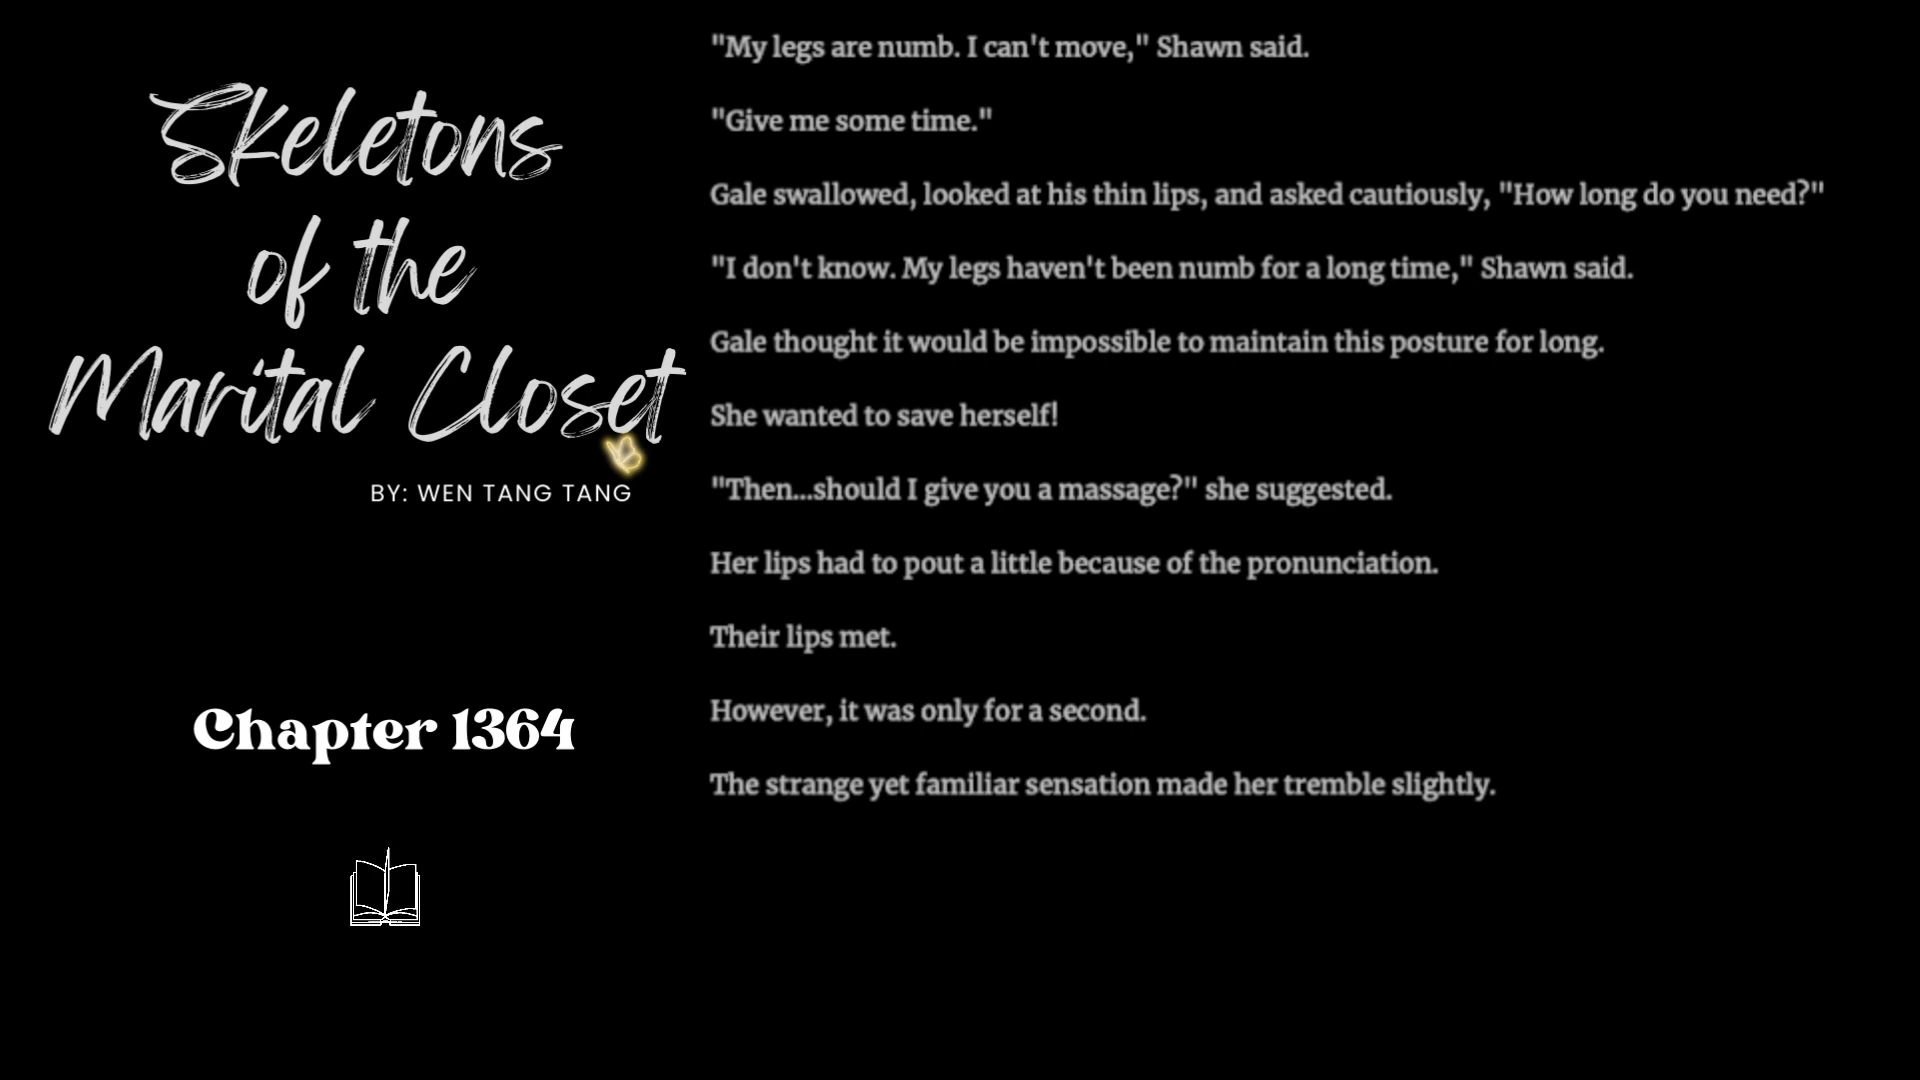 Skeletons
of the
Marital Closet
BY: WEN TANG TANG
Chapter 1364
"My legs are numb. I can't move," Shawn said.
"Give me some time."
Gale swallowed, looked at his thin lips, and asked cautiously, "How long do you need?"
"I don't know. My legs haven't been numb for a long time," Shawn said.
Gale thought it would be impossible to maintain this posture for long.
She wanted to save herself!
"Then...should I give you a massage?" she suggested.
Her lips had to pout a little because of the pronunciation.
Their lips met.
However, it was only for a second.
The strange yet familiar sensation made her tremble slightly.